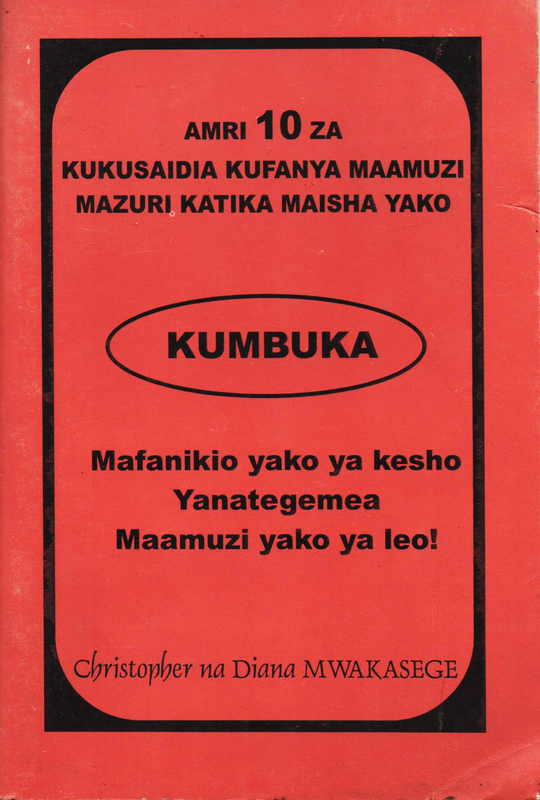 AMRI 10 ZA
KUKUSAIDIA KUFANYA MAAMUZI
MAZURI KATIKA MAISHA YAKO
KUMBUKA
Mafanikio yako ya kesho
Yanategemea
Maamuzi yako ya leo!
Christopher na Diana MWAKASEGE